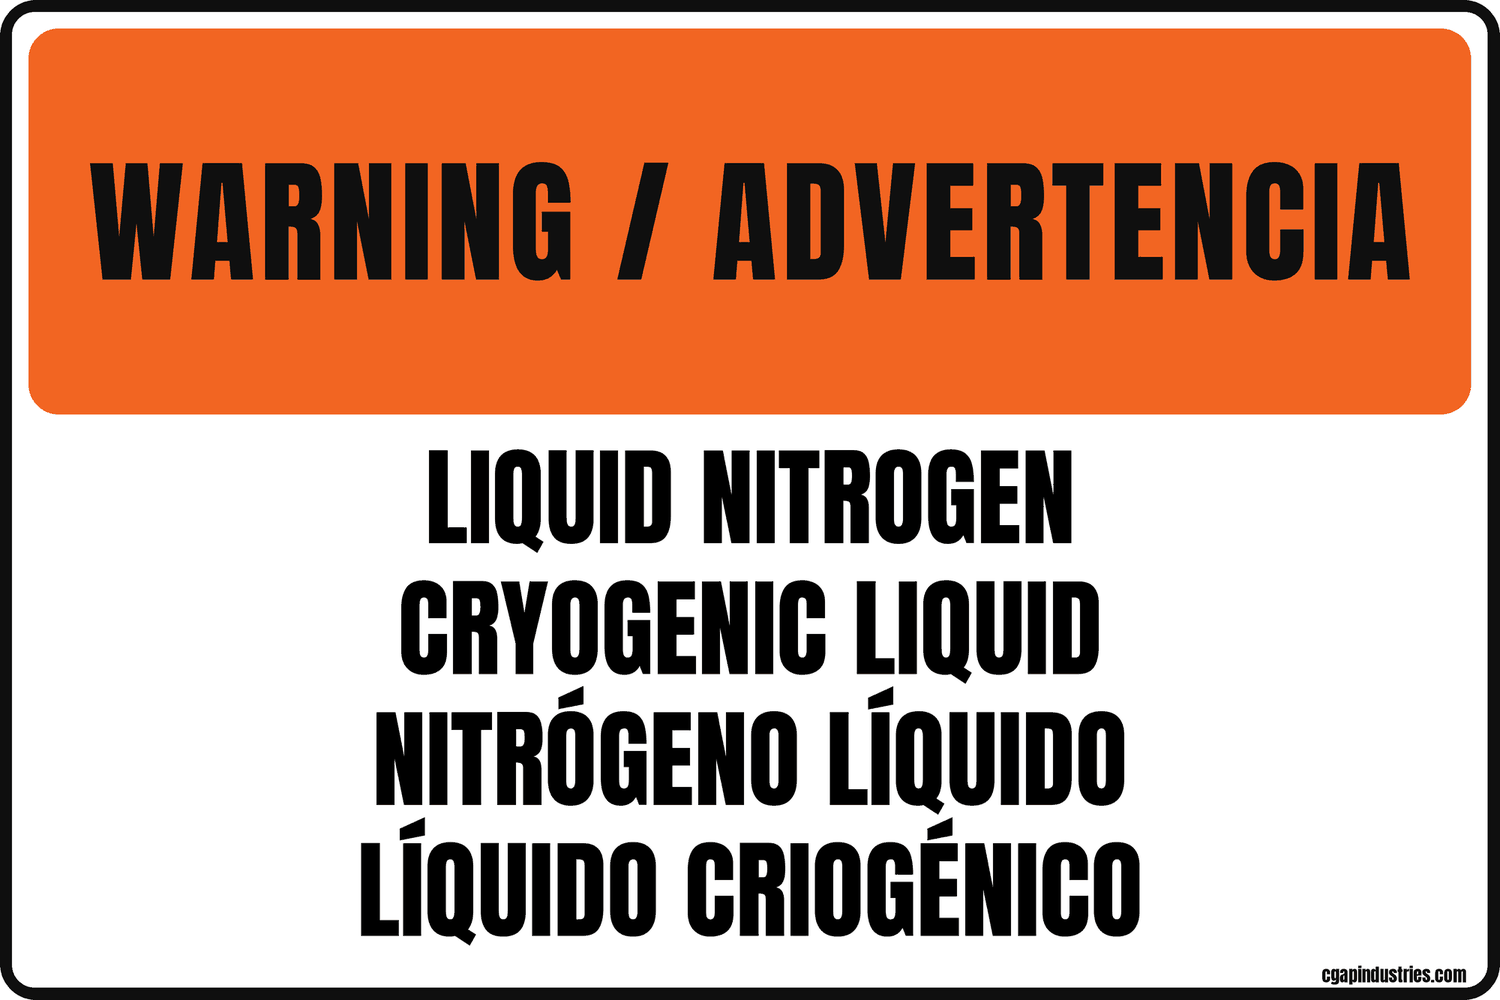 WARNING / ADVERTENCIA
LIQUID NITROGEN
CRYOGENIC LIQUID
NITRÓGENO LÍQUIDO
LÍQUIDO CRIOGÉNICO
cgapindustries.com